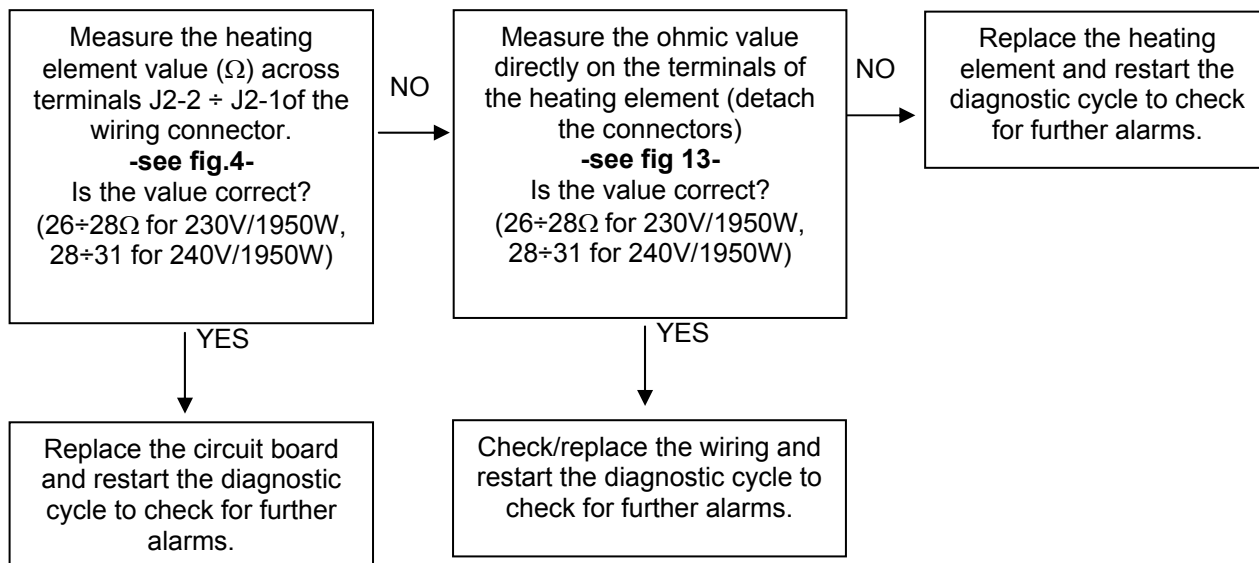 Measure the heating
element value (Ω) across
terminals J2-2 ÷ J2-1of the
wiring connector.
-see fig.4-
Is the value correct?
(26÷28Ω for 230V/1950W,
28÷31 for 240V/1950W)
NO
Measure the ohmic value
directly on the terminals of
the heating element (detach
the connectors)
-see fig 13-
Is the value correct?
(26÷28Ω for 230V/1950W,
28÷31 for 240V/1950W)
NO
Replace the heating
element and restart the
diagnostic cycle to check
for further alarms.
YES
YES
Replace the circuit board
and restart the diagnostic
cycle to check for further
alarms.
Check/replace the wiring and
restart the diagnostic cycle to
check for further alarms.